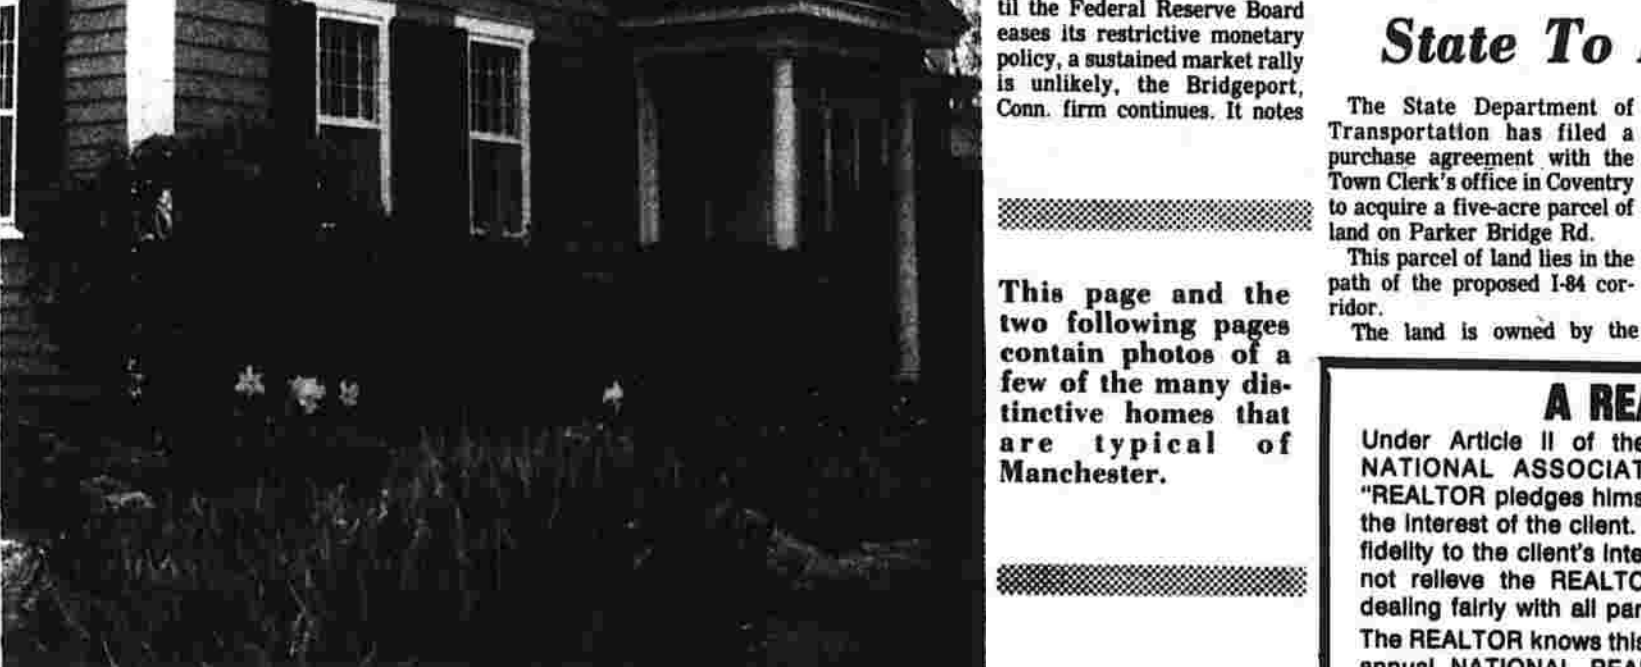 til the Federal Reserve Board
eases its restrictive monetary
policy, a sustained market rally
is unlikely, the Bridgeport,
Conn. firm continues. It notes
This page and the
two following pages
contain photos of a
few of the many dis-
tinctive homes that
are typical of
Manchester.
State To
The State Department of
Transportation has filed a
purchase agreement with the
Town Clerk's office in Coventry
to acquire a five-acre parcel of
land on Parker Bridge Rd.
This parcel of land lies in the
path of the proposed I-84 cor-
ridor.
The land is owned by the
A REA
Under Article II of the
NATIONAL ASSOCIAT
"REALTOR pledges hims
the interest of the client.
fidelity to the client's inte
not relieve the REALTO
dealing fairly with all par
The REALTOR knows this
annual NATIONAL REA